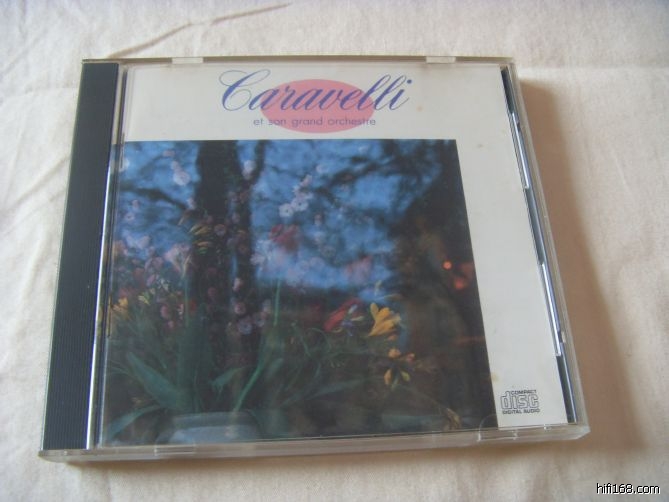 Caravelli
et son grand orchestre
COMPACT
disc
DIGITAL AUDIO
hifi168.com